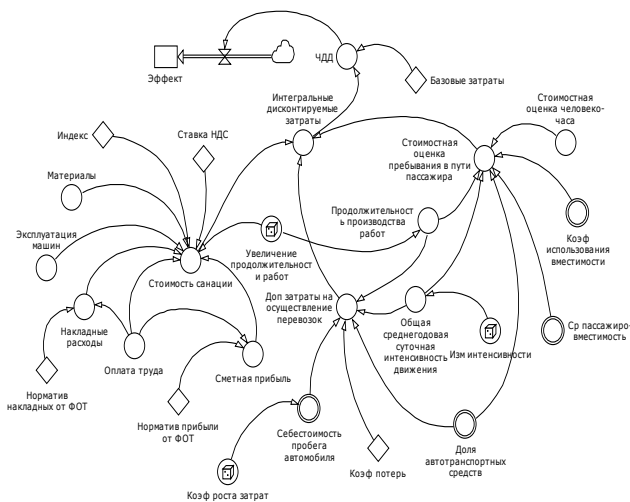 ЧДД
Эффект
Базовые затраты
Интегральные
дисконтируемые
затраты
Стоимостная
оценка человеко-
часа
Индекс
Ставка НДС
Стоимостная
оценка
пребывания в пути
пассажира
Материалы
Продолжительност
ь производства
работ
Эксплуатация
машин
Коэф
использования
вместимости
Увеличение
продолжительност
и работ
Стоимость санации
Доп затраты на
осуществление
перевозок
Накладные
расходы
Общая
среднегодовая
суточная
интенсивность
движения
Изм интенсивности
Ср пассажиро-
вместимость
Оплата труда
Сметная прибыль
Норматив
накладных от ФОТ
Норматив прибыли
от ФОТ
Себестоимость
пробега
автомобиля
Коэф потерь
Доля
автотранспортных
средств
Коэф роста затрат